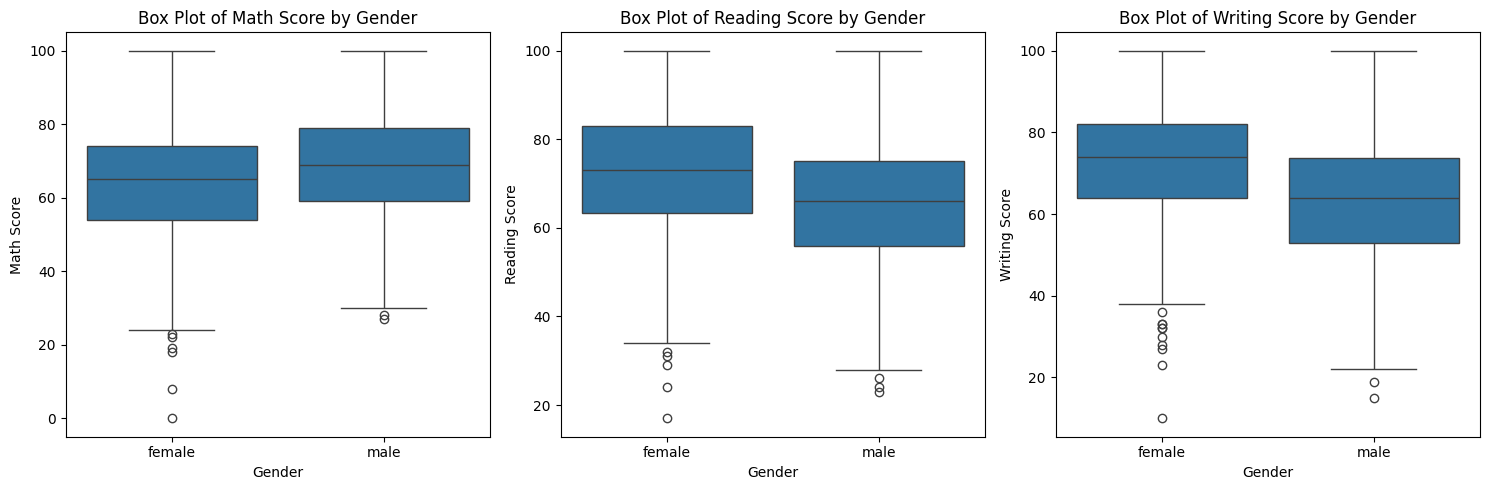 Box Plot of Math Score by Gender
Math Score
100
80
60
40
20
0
female
male
Gender
Box Plot of Reading Score by Gender
Reading Score
100
80
60
40
20
female
male
Gender
Box Plot of Writing Score by Gender
Writing Score
100
80
60
40
20
female
male
Gender